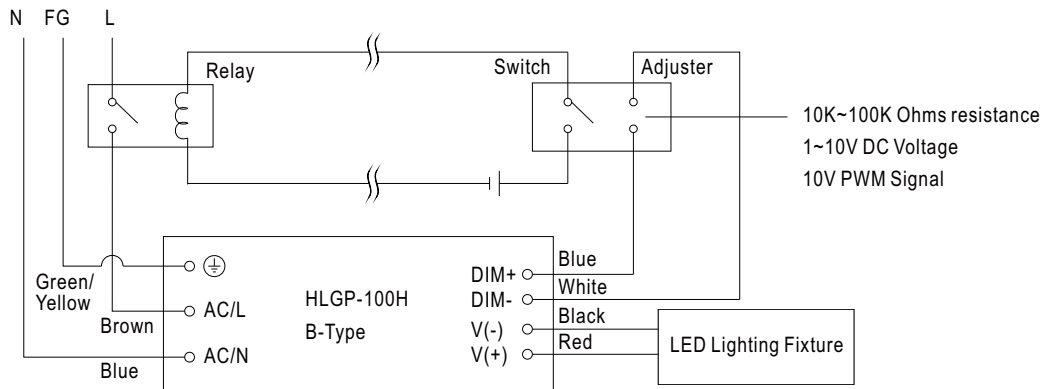 N FG L
Relay
Switch
Adjuster
10K~100K Ohms resistance
1~10V DC Voltage
10V PWM Signal
Green/
Yellow
Brown
Blue
AC/L
AC/N
HLGP-100H
B-Type
DIM+
DIM-
V(-)
V(+)
Blue
White
Black
Red
LED Lighting Fixture